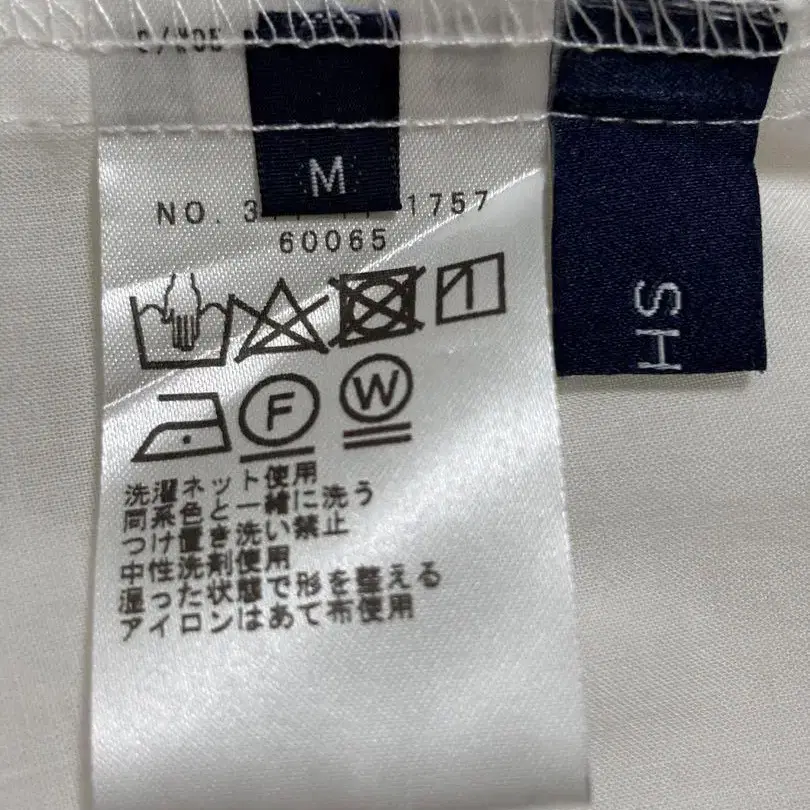 M
NO. 3 1757
60065
F
W
洗濯ネット使用
同系色と一緒に洗う
つけ置き洗い禁止
中性洗剤使用
湿った状態で形を整える
アイロンはあて布使用
HS